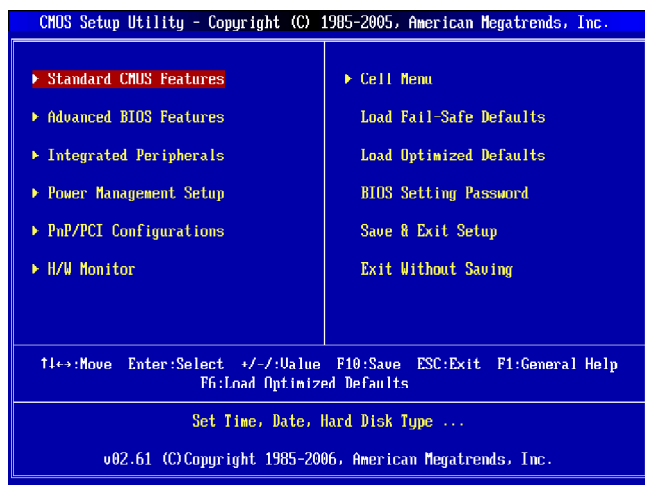 CMOS Setup Utility - Copyright (C) 1985-2005, American Megatrends, Inc.
▶ Standard CMOS Features
▶ Advanced BIOS Features
▶ Integrated Peripherals
▶ Power Management Setup
▶ PnP/PCI Configurations
▶ H/W Monitor
▶ Cell Menu
Load Fail-Safe Defaults
Load Optimized Defaults
BIOS Setting Password
Save & Exit Setup
Exit Without Saving
↑↓←→:Move Enter:Select +/-/:Value F10:Save ESC:Exit F1:General Help
F6:Load Optimized Defaults
Set Time, Date, Hard Disk Type ...
v02.61 (C)Copyright 1985-2006, American Megatrends, Inc.